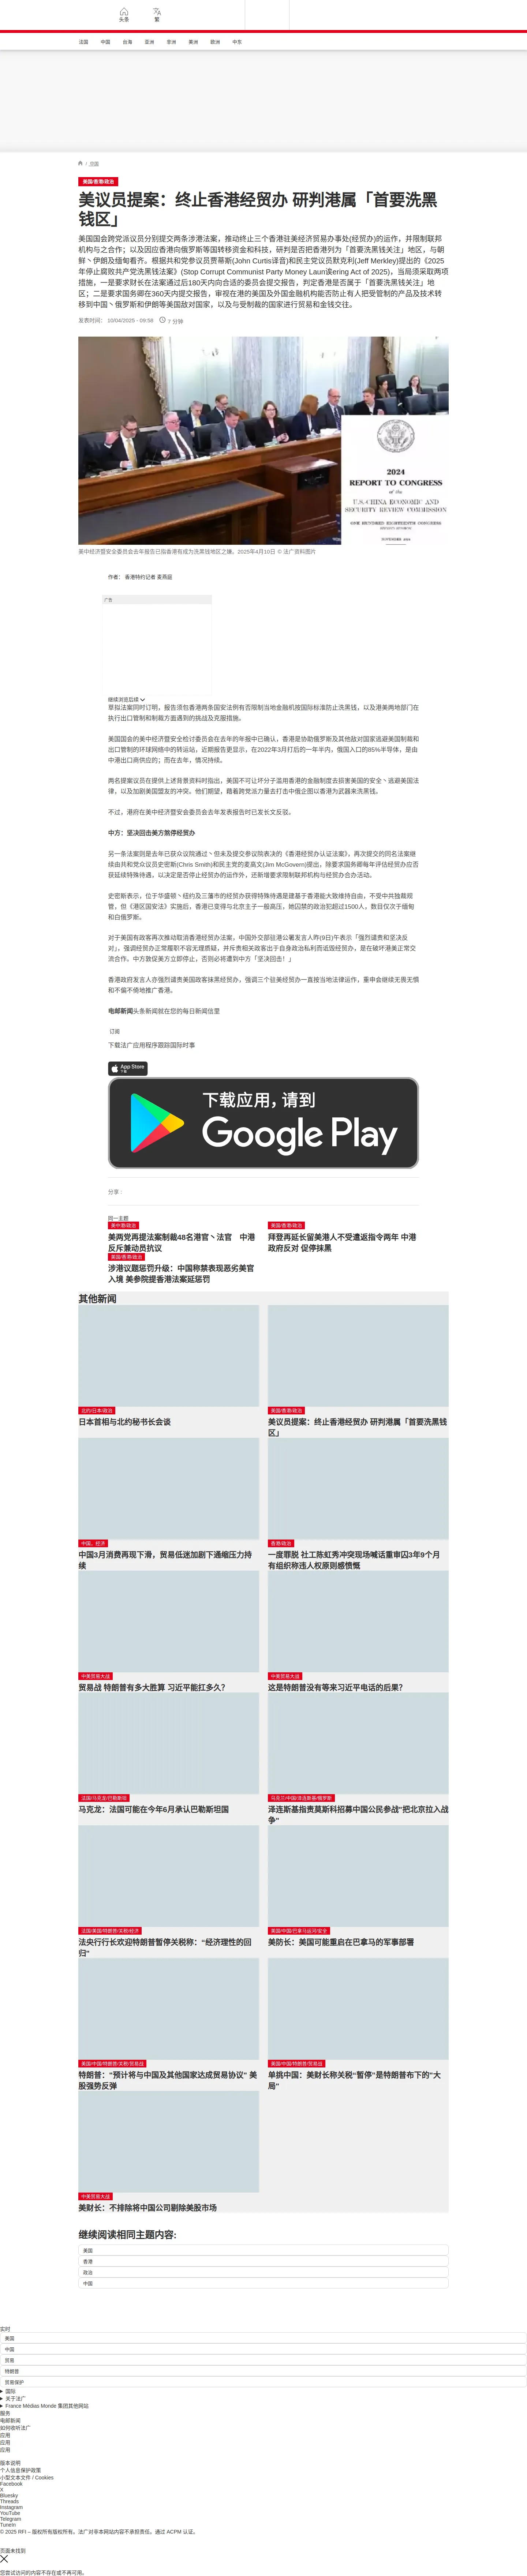 头条
繁
法国
中国
台海
亚洲
非洲
美洲
欧洲
中东
/ 中国
美国/香港/政治
美议员提案：终止香港经贸办 研判港属「首要洗黑
钱区」
美国国会跨党派议员分别提交两条涉港法案，推动终止三个香港驻美经济贸易办事处(经贸办)的运作，并限制联邦
机构与之合作；以及因应香港向俄罗斯等国转移资金和科技，研判是否把香港列为「首要洗黑钱关注」地区，与朝
鲜丶伊朗及缅甸看齐。根据共和党参议员贾蒂斯(John Curtis译音)和民主党议员默克利(Jeff Merkley)提出的《2025
年停止腐败共产党洗黑钱法案》(Stop Corrupt Communist Party Money Laun读ering Act of 2025)，当局须采取两项
措施，一是要求财长在法案通过后180天内向合适的委员会提交报告，判定香港是否属于「首要洗黑钱关注」地
区；二是要求国务卿在360天内提交报告，审视在港的美国及外国金融机构能否防止有人把受管制的产品及技术转
移到中国丶俄罗斯和伊朗等美国敌对国家，以及与受制裁的国家进行贸易和金钱交往。
发表时间： 10/04/2025 - 09:58
7 分钟
2024
REPORT TO CONGRESS
of the
U.S.-CHINA ECONOMIC AND
SECURITY REVIEW COMMISSION
美中经济暨安全委员会去年报告已指香港有成为洗黑钱地区之嫌。2025年4月10日 © 法广资料图片
作者： 香港特约记者 麦燕庭
广告
继续浏览后续
草拟法案同时订明，报告须包香港两条国安法例有否限制当地金融机按国际标淮防止洗黑钱，以及港美两地部门在
执行出口管制和制裁方面遇到的挑战及克服措施。
美国国会的美中经济暨安全检讨委员会在去年的年报中已确认，香港是协助俄罗斯及其他敌对国家逃避美国制裁和
出口管制的环球网络中的转运站，近期报告更显示，在2022年3月打后的一年半内，俄国入口的85%半导体，是由
中港出口商供应的；而在去年，情况持续。
两名提案议员在提供上述背景资料时指出，美国不可让坏分子滥用香港的金融制度去损害美国的安全丶逃避美国法
律，以及加剧美国盟友的冲突。他们期望，藉着跨党派力量去打击中俄企图以香港为武器来洗黑钱。
不过，港府在美中经济暨安会委员会去年发表报告时已发长文反驳。
中方：坚决回击美方煞停经贸办
另一条法案则是去年已获众议院通过丶但未及提交参议院表决的《香港经贸办认证法案》，再次提交的同名法案继
续由共和党众议员史密斯(Chris Smith)和民主党的麦嘉文(Jim McGovern)提出，除要求国务卿每年评估经贸办应否
获延续特殊待遇，以决定是否停止经贸办的运作外，还新增要求限制联邦机构与经贸办合办活动。
史密斯表示，位于华盛顿丶纽约及三藩市的经贸办获得特殊待遇是建基于香港能大致维持自由，不受中共独裁规
管，但《港区国安法》实施后，香港已变得与北京主子一般高压，她囚禁的政治犯超过1500人，数目仅次于缅甸
和白俄罗斯。
对于美国有政客再次推动取消香港经贸办法案，中国外交部驻港公署发言人昨(9日)午表示「强烈谴责和坚决反
对」，强调经贸办正常履职不容无理质疑，并斥责相关政客出于自身政治私利而诋毁经贸办，是在破坏港美正常交
流合作。中方敦促美方立即停止，否则必将遭到中方「坚决回击！」
香港政府发言人亦强烈谴责美国政客抹黑经贸办，强调三个驻美经贸办一直按当地法律运作，重申会继续无畏无惧
和不偏不倚地推广香港。
电邮新闻头条新闻就在您的每日新闻信里
订阅
下载法广应用程序跟踪国际时事
App Store
下载
下载应用，请到
Google Play
分享 :
同一主题
美中港/政治
美两党再提法案制裁48名港官丶法官　中港
反斥兼动员抗议
美国/香港/政治
拜登再延长留美港人不受遣返指令两年 中港
政府反对 促停抹黑
美国/香港/政治
涉港议题惩罚升级：中国称禁表现恶劣美官
入境 美参院提香港法案延惩罚
其他新闻
北约/日本/政治
日本首相与北约秘书长会谈
美国/香港/政治
美议员提案：终止香港经贸办 研判港属「首要洗黑钱
区」
中国，经济
中国3月消费再现下滑，贸易低迷加剧下通缩压力持
续
香港/政治
一度罪脱 社工陈虹秀冲突现场喊话重审囚3年9个月
有组织称违人权原则感愤慨
中美贸易大战
贸易战 特朗普有多大胜算 习近平能扛多久？
中美贸易大战
这是特朗普没有等来习近平电话的后果？
法国/马克龙/巴勒斯坦
马克龙：法国可能在今年6月承认巴勒斯坦国
乌克兰/中国/泽连斯基/俄罗斯
泽连斯基指责莫斯科招募中国公民参战"把北京拉入战
争"
法国/美国/特朗普/关税/经济
法央行行长欢迎特朗普暂停关税称：“经济理性的回
归”
美国/中国/巴拿马运河/安全
美防长：美国可能重启在巴拿马的军事部署
美国/中国/特朗普/关税/贸易战
特朗普：”预计将与中国及其他国家达成贸易协议” 美
股强势反弹
美国/中国/特朗普/贸易战
单挑中国：美财长称关税“暂停”是特朗普布下的”大
局”
中美贸易大战
美财长：不排除将中国公司剔除美股市场
继续阅读相同主题内容:
美国
香港
政治
中国
实时
美国
中国
贸易
特朗普
贸易保护
国际
关于法广
France Médias Monde 集团其他网站
服务
电邮新闻
如何收听法广
应用
应用
应用
版本说明
个人信息保护政策
小型文本文件 / Cookies
Facebook
X
Bluesky
Threads
Instagram
YouTube
Telegram
TuneIn
© 2025 RFI – 版权所有版权所有。法广对非本网站内容不承担责任。通过 ACPM 认证。
页面未找到
您尝试访问的内容不存在或不再可用。